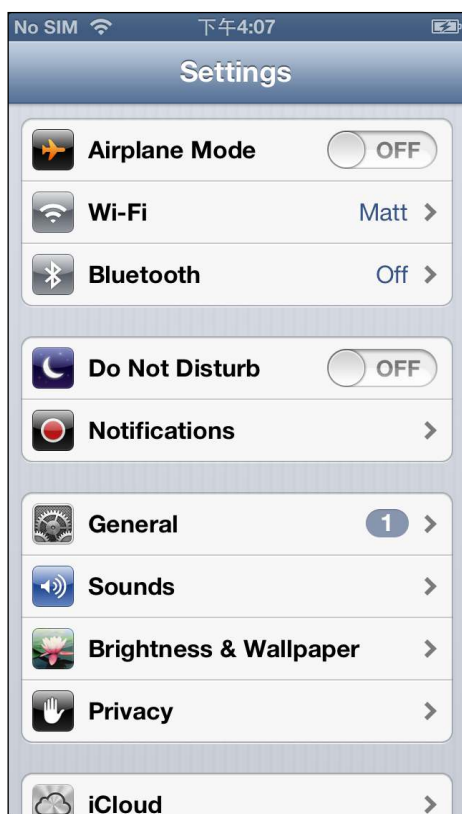 No SIM 下午4:07
Settings
Airplane Mode OFF
Wi-Fi Matt
Bluetooth Off
Do Not Disturb OFF
Notifications
General 1
Sounds
Brightness & Wallpaper
Privacy
iCloud